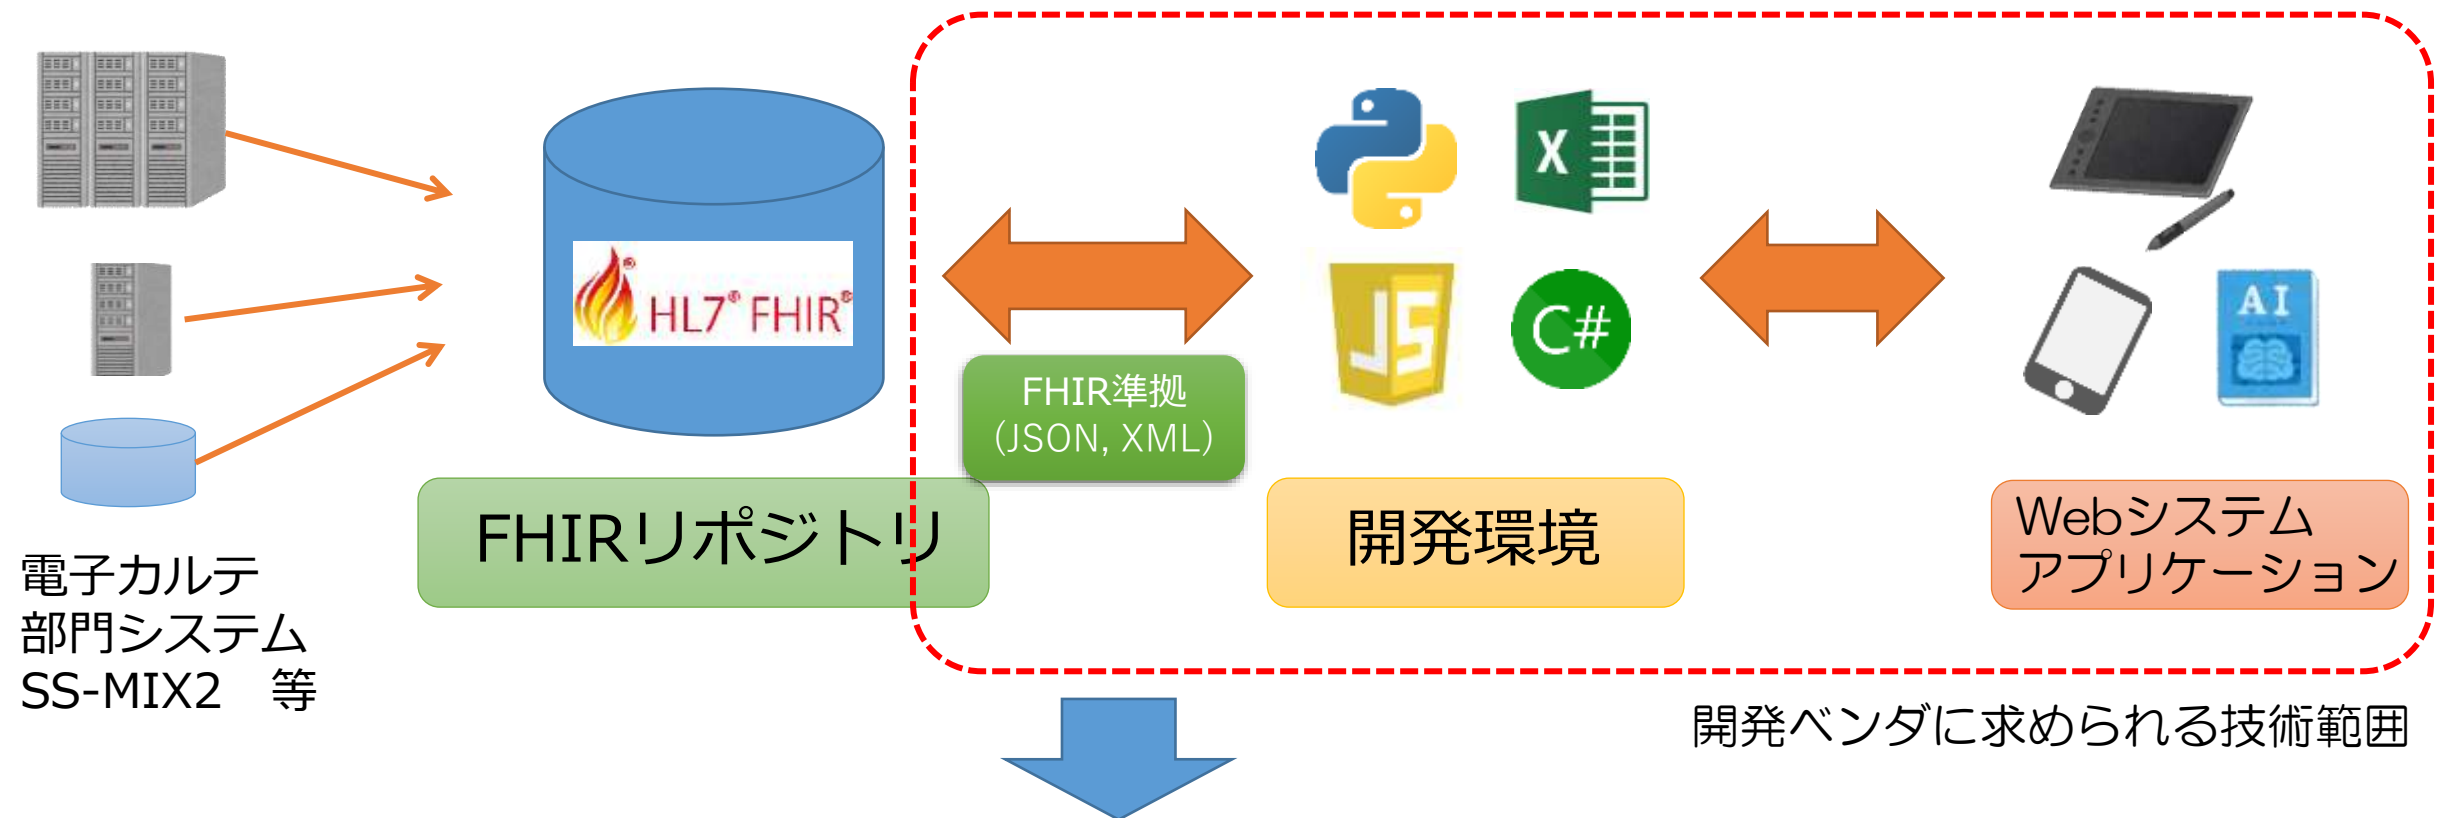 X
HL7® FHIR®
JS
C#
AI
FHIR準拠
(JSON, XML)
FHIRリポジトリ
開発環境
Webシステム
アプリケーション
電子カルテ
部門システム
SS-MIX2　等
開発ベンダに求められる技術範囲